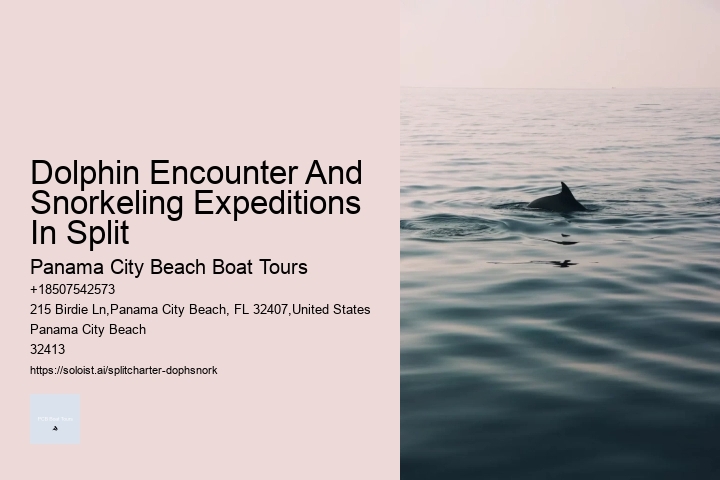 Dolphin Encounter And
Snorkeling Expeditions
In Split
Panama City Beach Boat Tours
+18507542573
215 Birdie Ln,Panama City Beach, FL 32407,United States
Panama City Beach
32413
https://soloist.ai/splitcharter-dophsnork